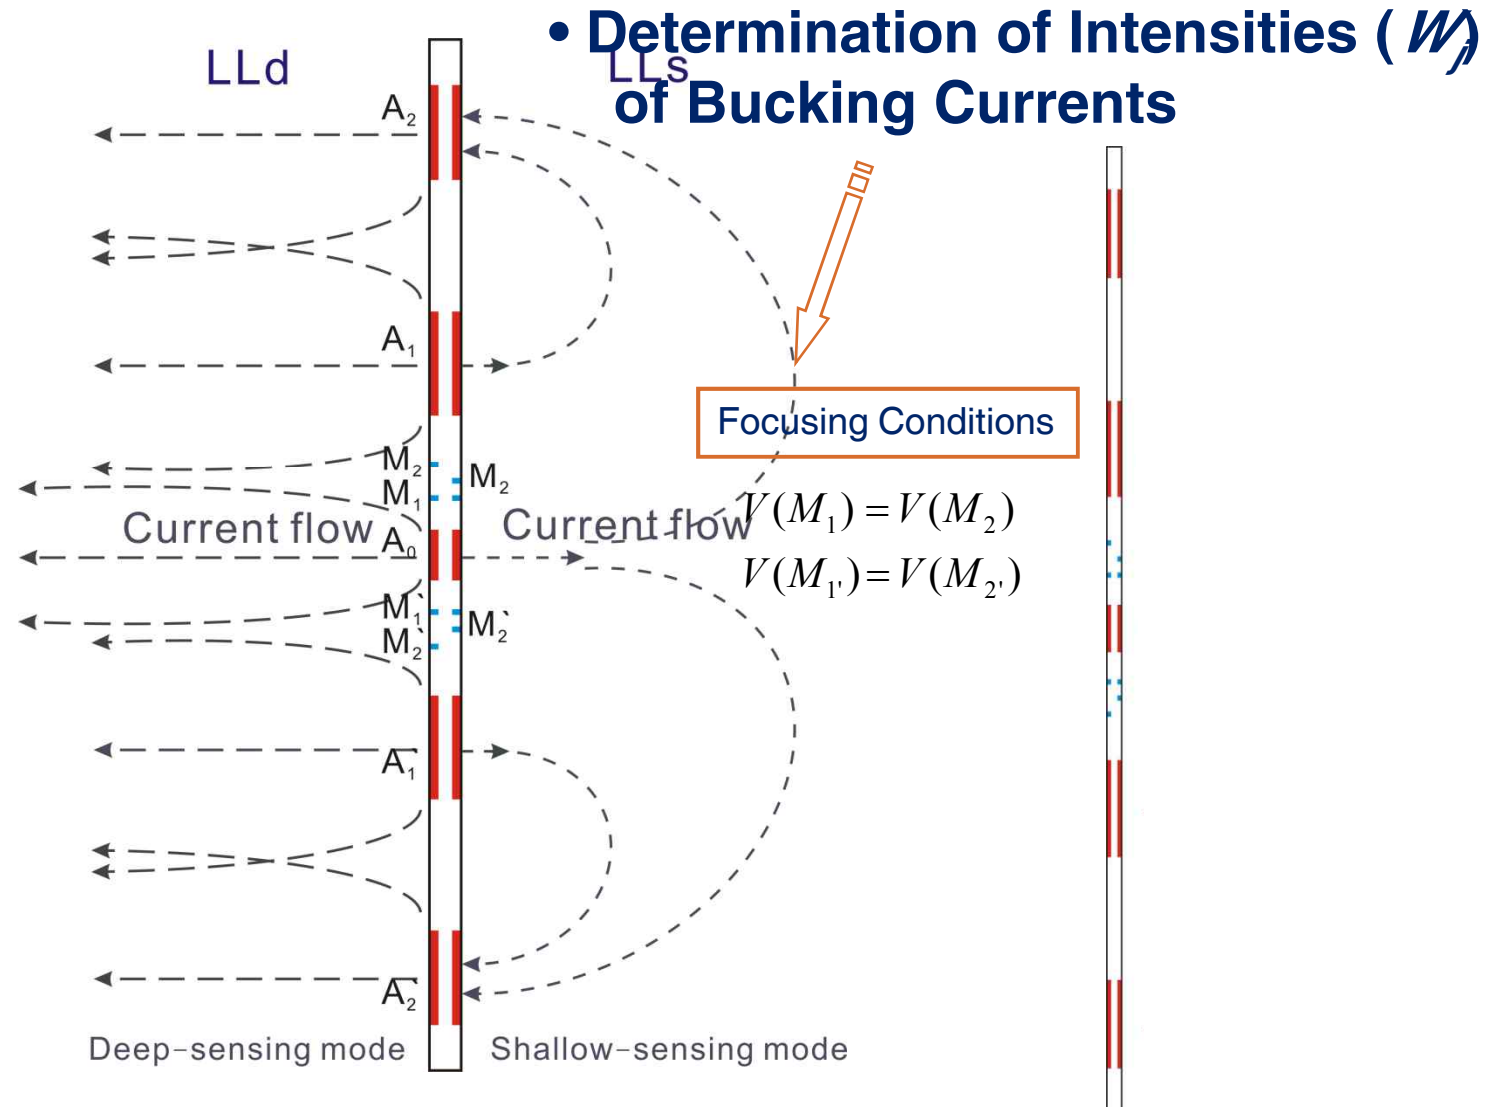 • Determination of Intensities (Wj)
of Bucking Currents
LLd
LLs
A2
A1
M2
M1
M2
Current flow
A0
Current flow
M1`
M2`
M2`
A1`
A2`
Focusing Conditions
V(M1) = V(M2)
V(M1') = V(M2')
Deep-sensing mode
Shallow-sensing mode